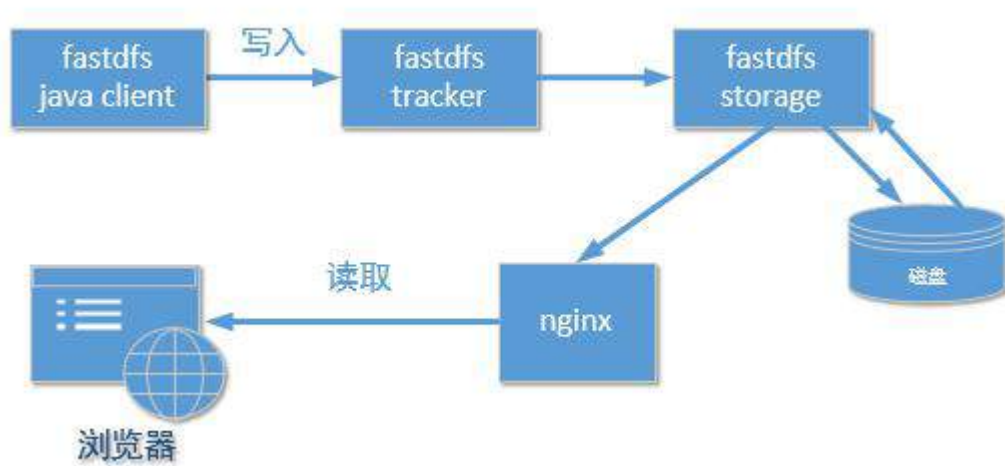 fastdfs
java client
写入
fastdfs
tracker
fastdfs
storage
磁盘
读取
nginx
浏览器